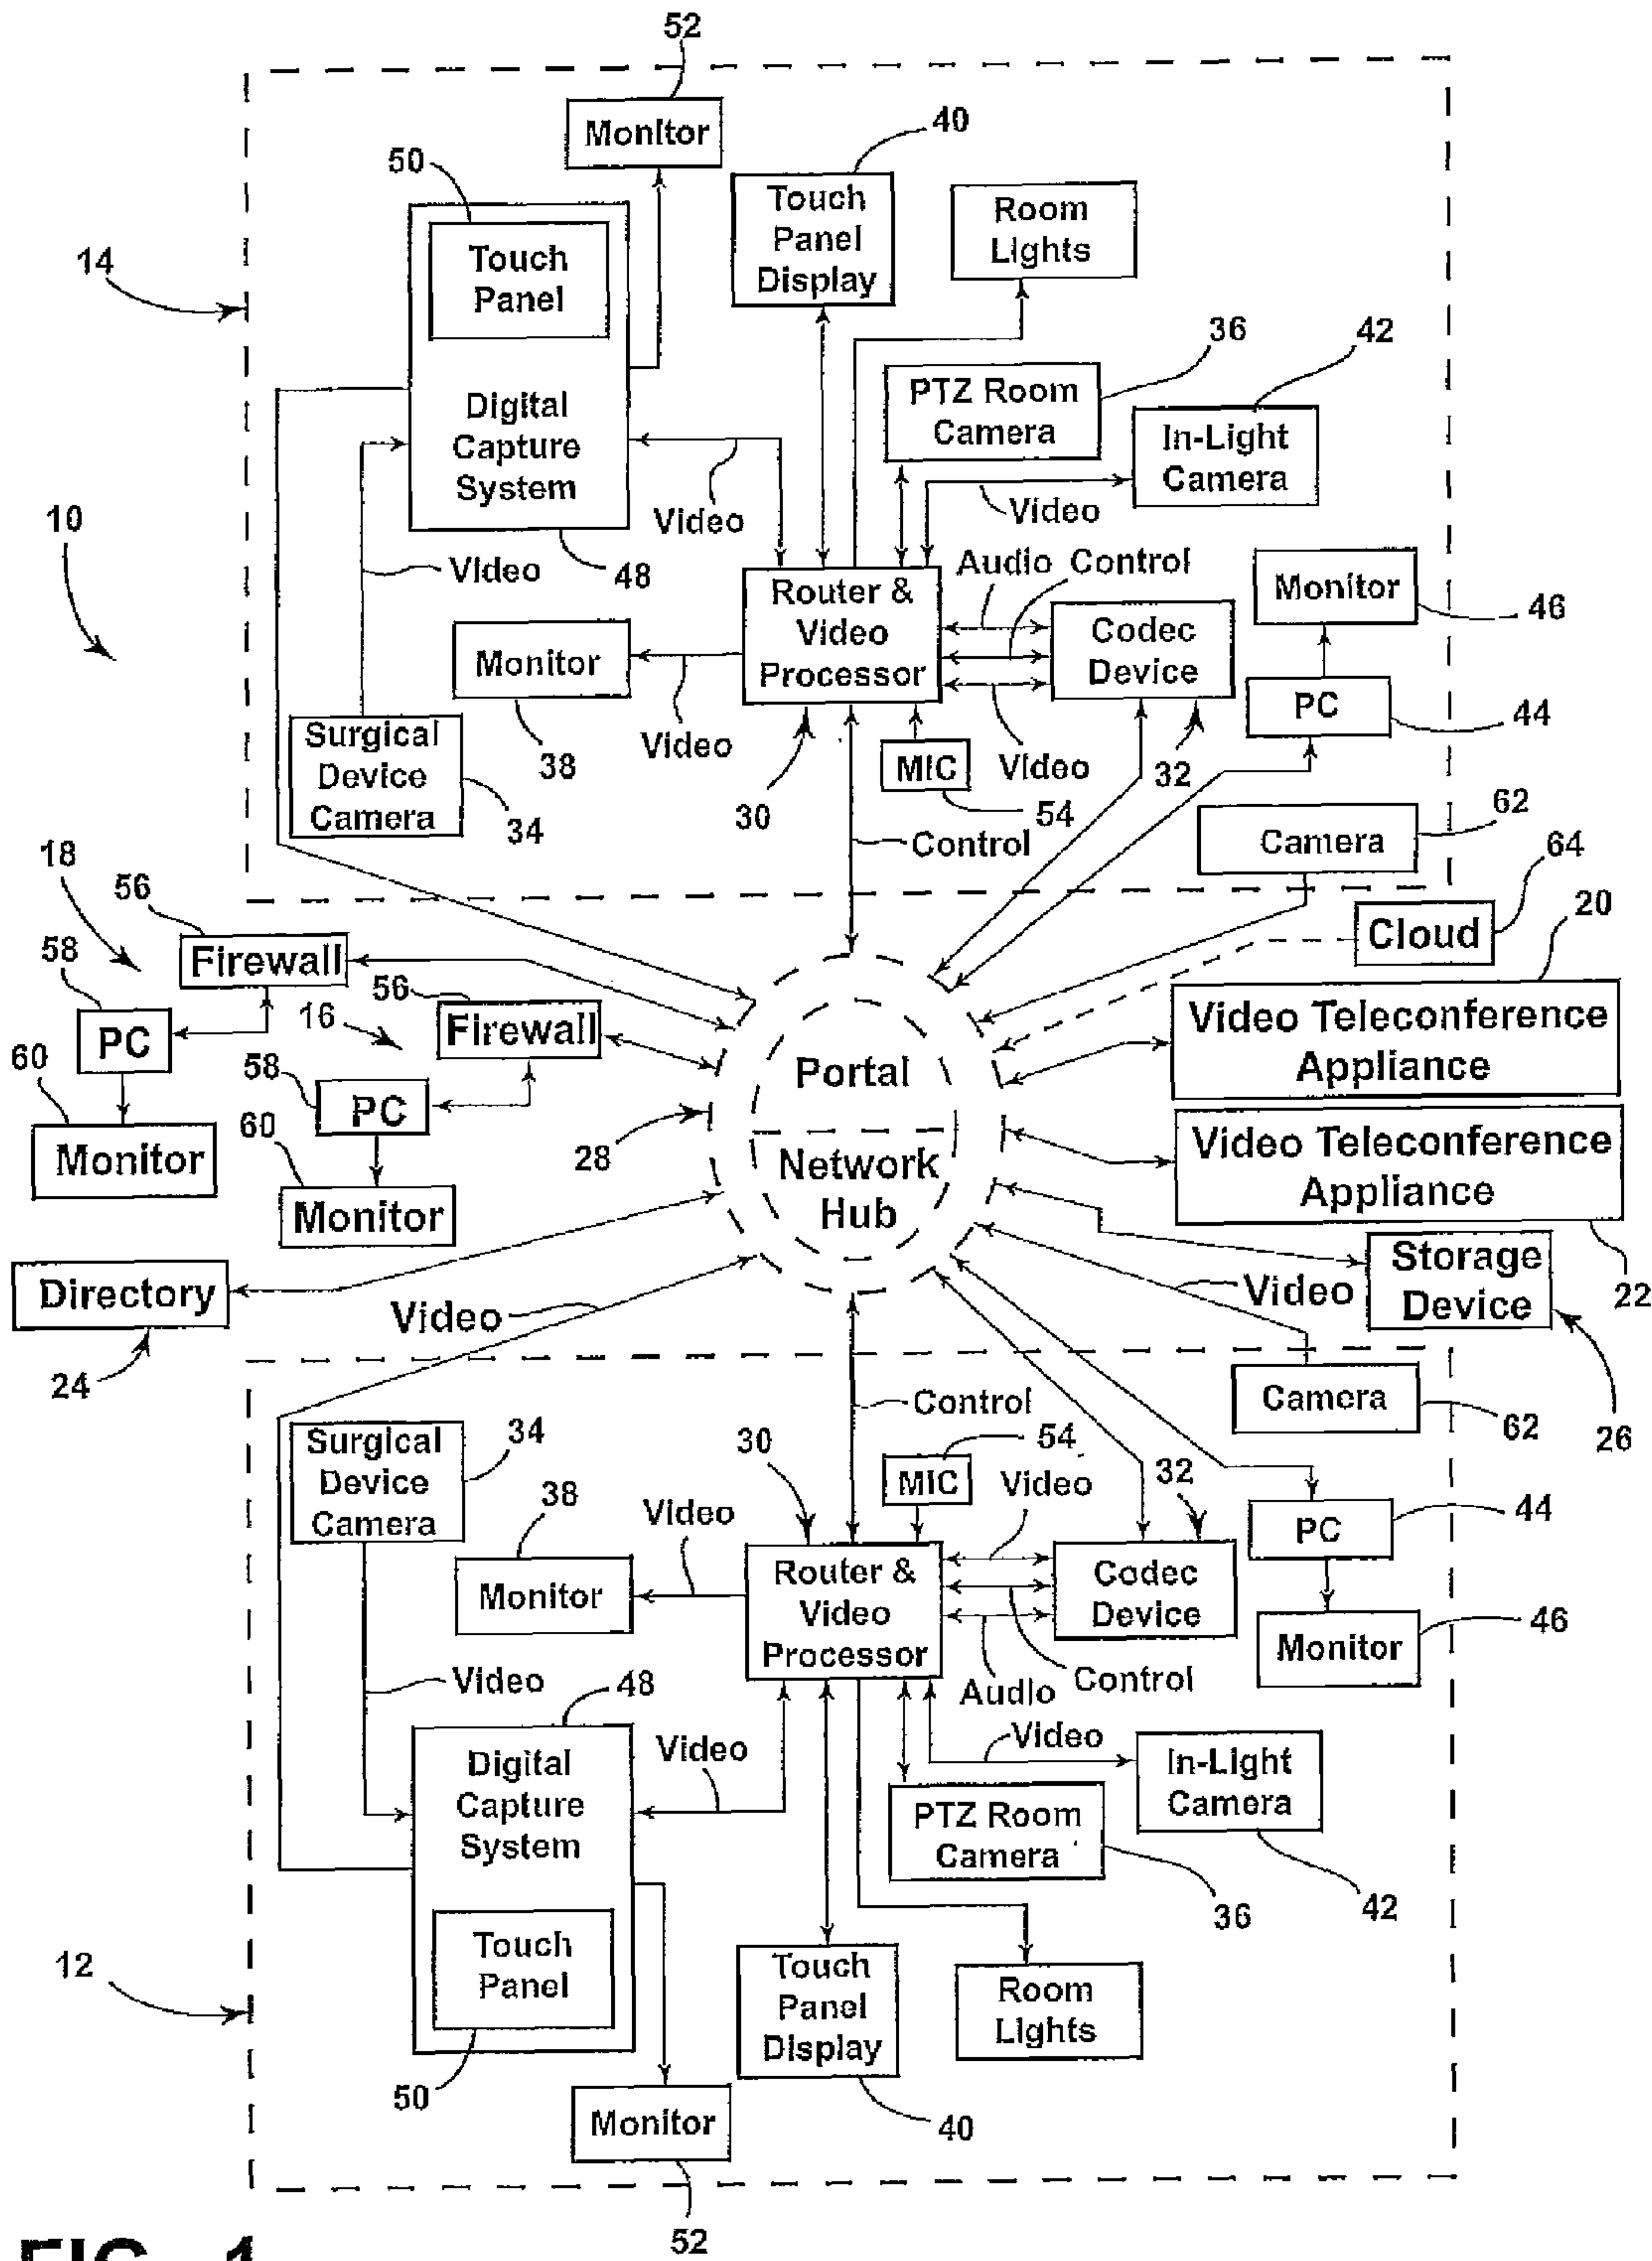 52
Monitor
40
50
Touch
Panel
Display
Room
Lights
Touch
Panel
14
36
42
PTZ Room
Camera
In-Light
Camera
Digital
Capture
System
Video
Video
10
Video
48
Audio Control
Monitor
46
Router &
Video
Processor
Codec
Device
Monitor
PC
44
Surgical
Device
Camera
38
Video
MIC
Video
32
34
30
54
62
Control
Camera
64
18
56
20
Cloud
58
Firewall
56
16
Firewall
Video Teleconference
Appliance
PC
60
58
Portal
PC
Monitor
60
28
Network
Hub
Video Teleconference
Appliance
Monitor
Directory
Storage
Device
22
Video
Video
24
Camera
62
26
Control
Surgical
Device
Camera
34
30
54
MIC
Video
32
38
Video
PC
44
Monitor
Router &
Video
Processor
Codec
Device
46
Monitor
Video
48
Audio
Control
Video
Video
Digital
Capture
System
In-Light
Camera
PTZ Room
Camera
36
42
12
Touch
Panel
Touch
Panel
Display
Room
Lights
50
Monitor
40
52
FIG. 1